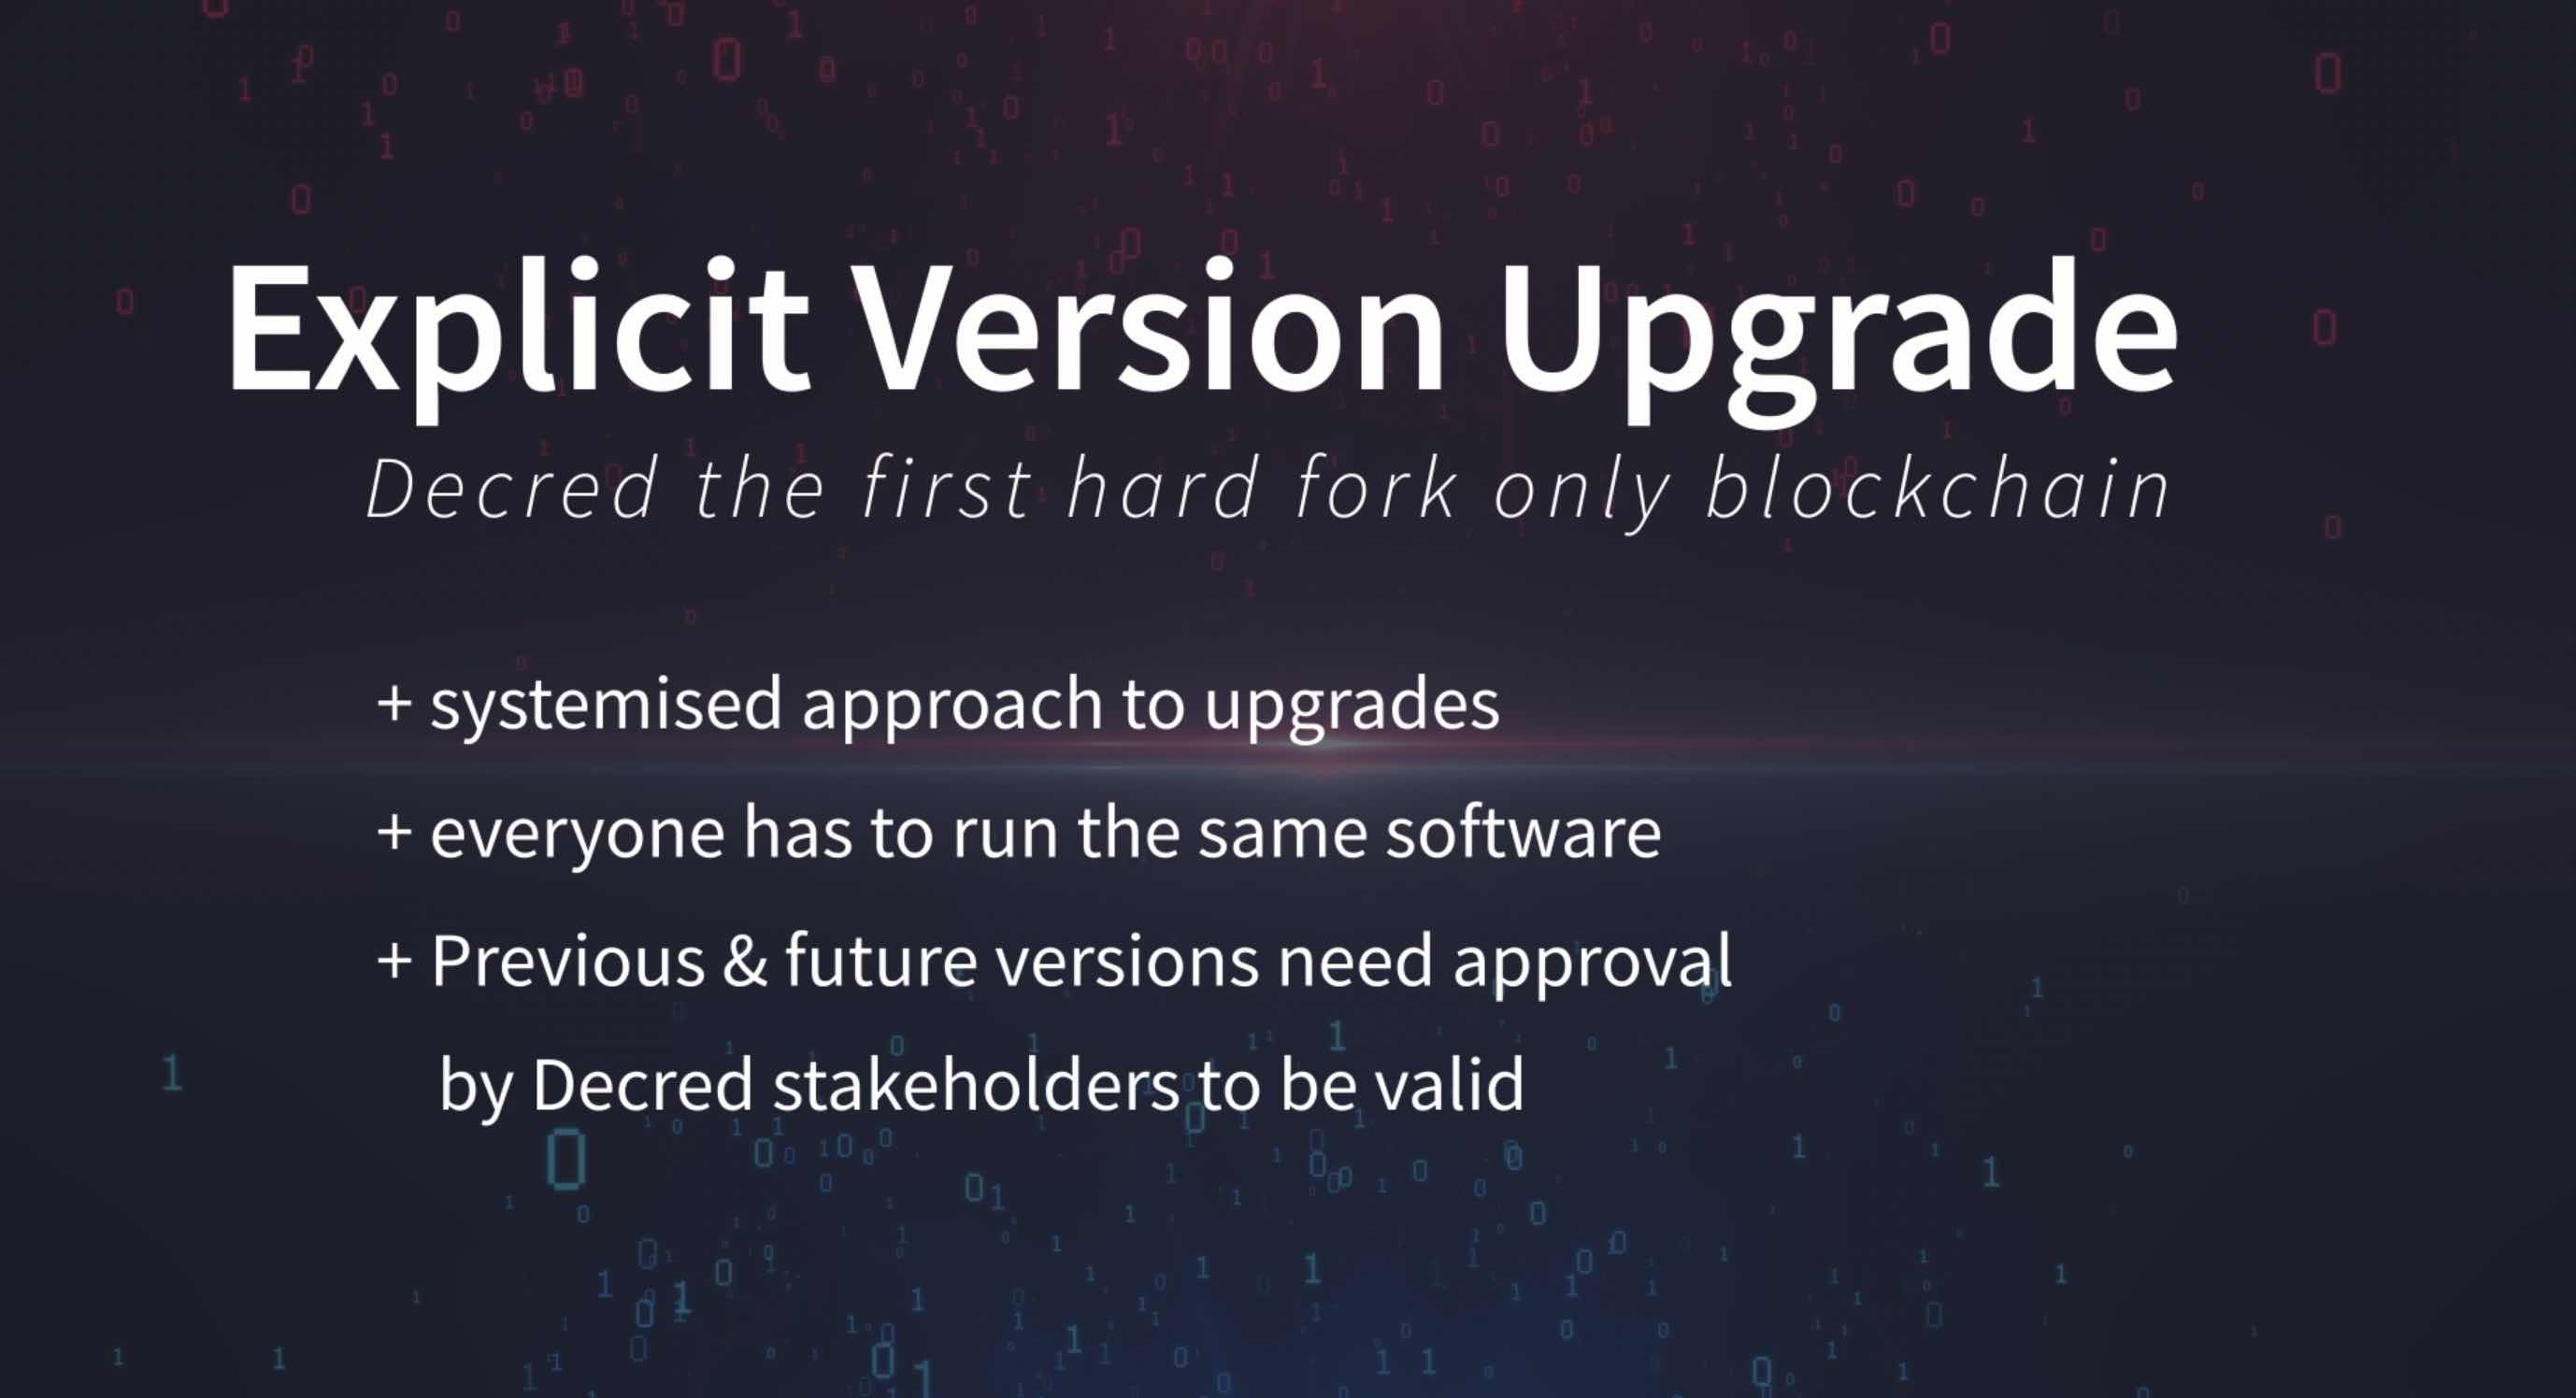 Explicit Version Upgrade
Decred the first hard fork only blockchain
+ systemised approach to upgrades
+ everyone has to run the same software
+ Previous & future versions need approval
by Decred stakeholders to be valid